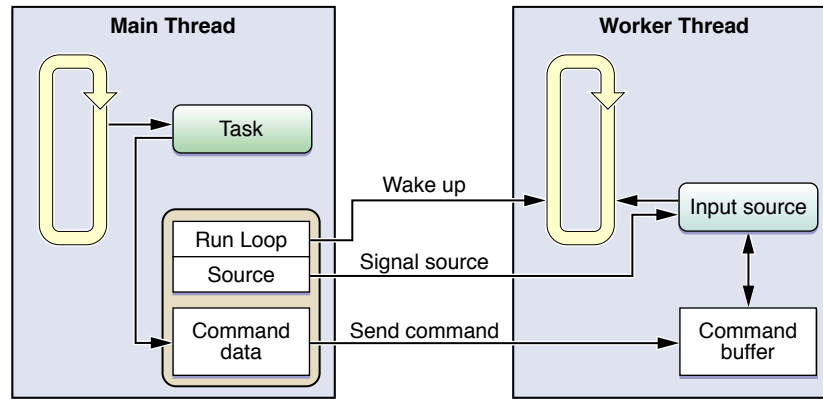 Main Thread
Task
Run Loop
Source
Command
data
Wake up
Signal source
Send command
Worker Thread
Input source
Command
buffer